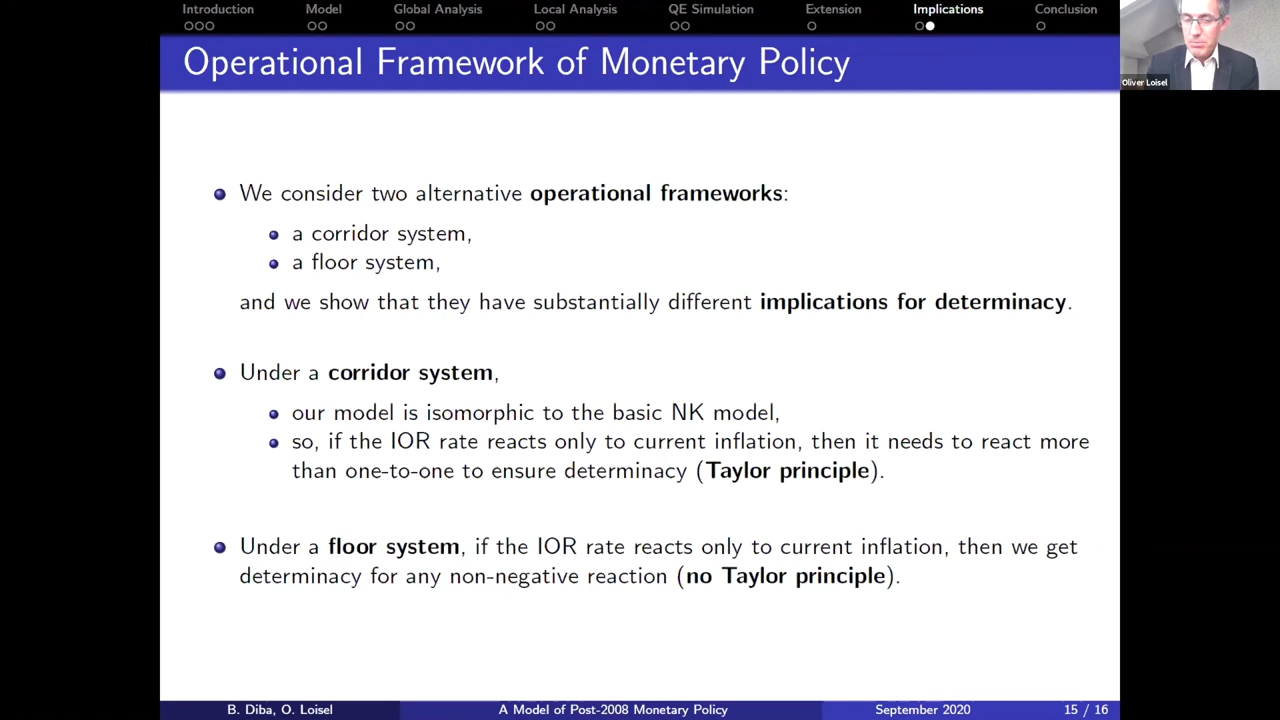 Introduction Model Global Analysis Local Analysis QE Simulation Extension Implications Conclusion
Operational Framework of Monetary Policy
Oliver Loisel
We consider two alternative operational frameworks:
a corridor system,
a floor system,
and we show that they have substantially different implications for determinacy.
Under a corridor system,
our model is isomorphic to the basic NK model,
so, if the IOR rate reacts only to current inflation, then it needs to react more
than one-to-one to ensure determinacy (Taylor principle).
Under a floor system, if the IOR rate reacts only to current inflation, then we get
determinacy for any non-negative reaction (no Taylor principle).
B. Diba, O. Loisel A Model of Post-2008 Monetary Policy September 2020 15 / 16